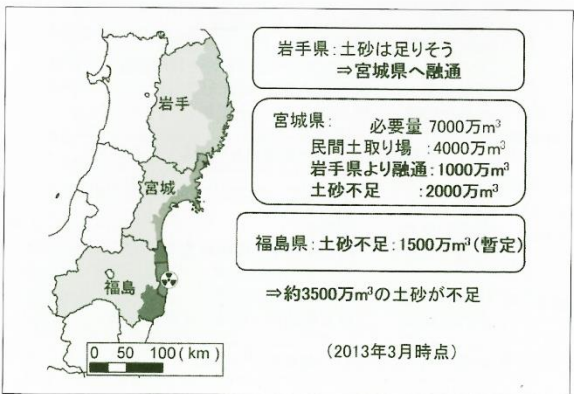 岩手県:土砂は足りそう
⇒宮城県へ融通
宮城県: 必要量 7000万m³
民間土取り場 :4000万m³
岩手県より融通:1000万m³
土砂不足 :2000万m³
福島県:土砂不足:1500万m³(暫定)
⇒約3500万m³の土砂が不足
(2013年3月時点)
岩手
宮城
福島
0 50 100 (km)